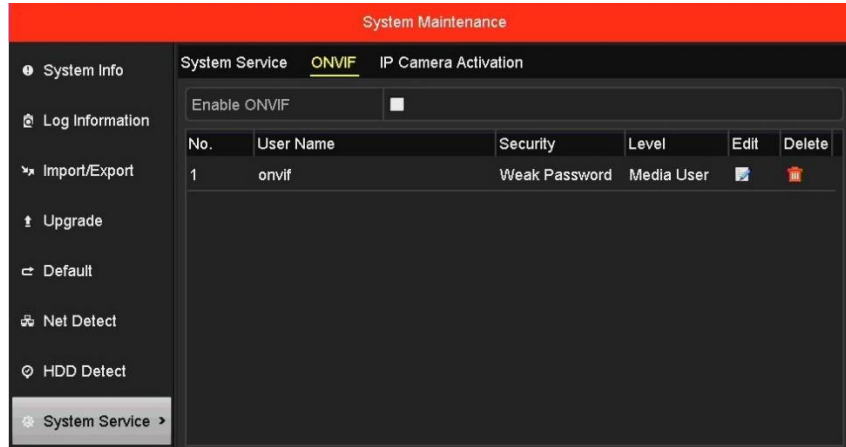 System Maintenance
System Info
Log Information
Import/Export
Upgrade
Default
Net Detect
HDD Detect
System Service >
System Service ONVIF IP Camera Activation
Enable ONVIF
No. User Name Security Level Edit Delete
1 onvif Weak Password Media User